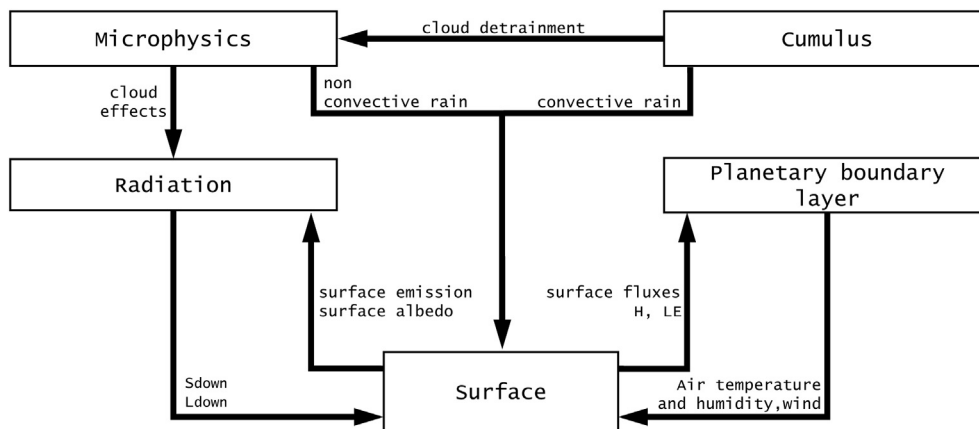 Microphysics
cloud detrainment
Cumulus
cloud
effects
non
convective rain
convective rain
Radiation
Planetary boundary
layer
surface emission
surface albedo
surface fluxes
H, LE
Sdown
Ldown
Surface
Air temperature
and humidity,wind